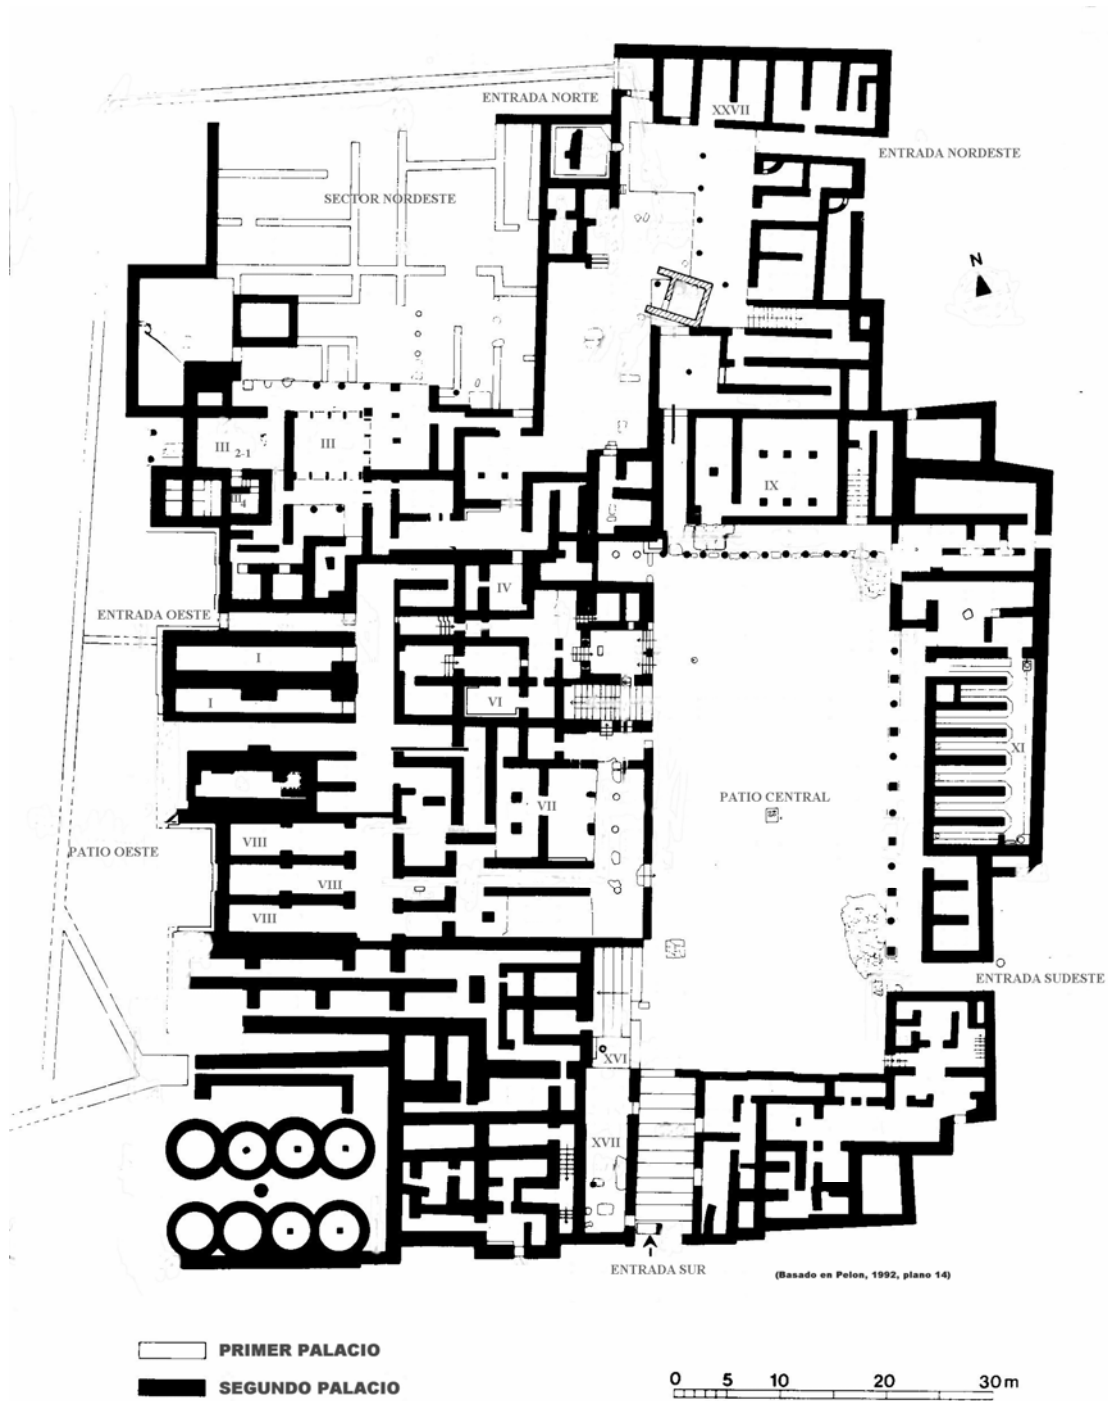 ENTRADA NORTE
XXVII
ENTRADA NORDESTE
SECTOR NORDESTE
N
III 2-1
III
III 4
IX
IV
ENTRADA OESTE
I
I
VI
XI
PATIO CENTRAL
VII
VIII
PATIO OESTE
VIII
VIII
ENTRADA SUDESTE
XVI
XVII
ENTRADA SUR
(Basado en Pelon, 1992, plano 14)
PRIMER PALACIO
SEGUNDO PALACIO
0 5 10 20 30 m